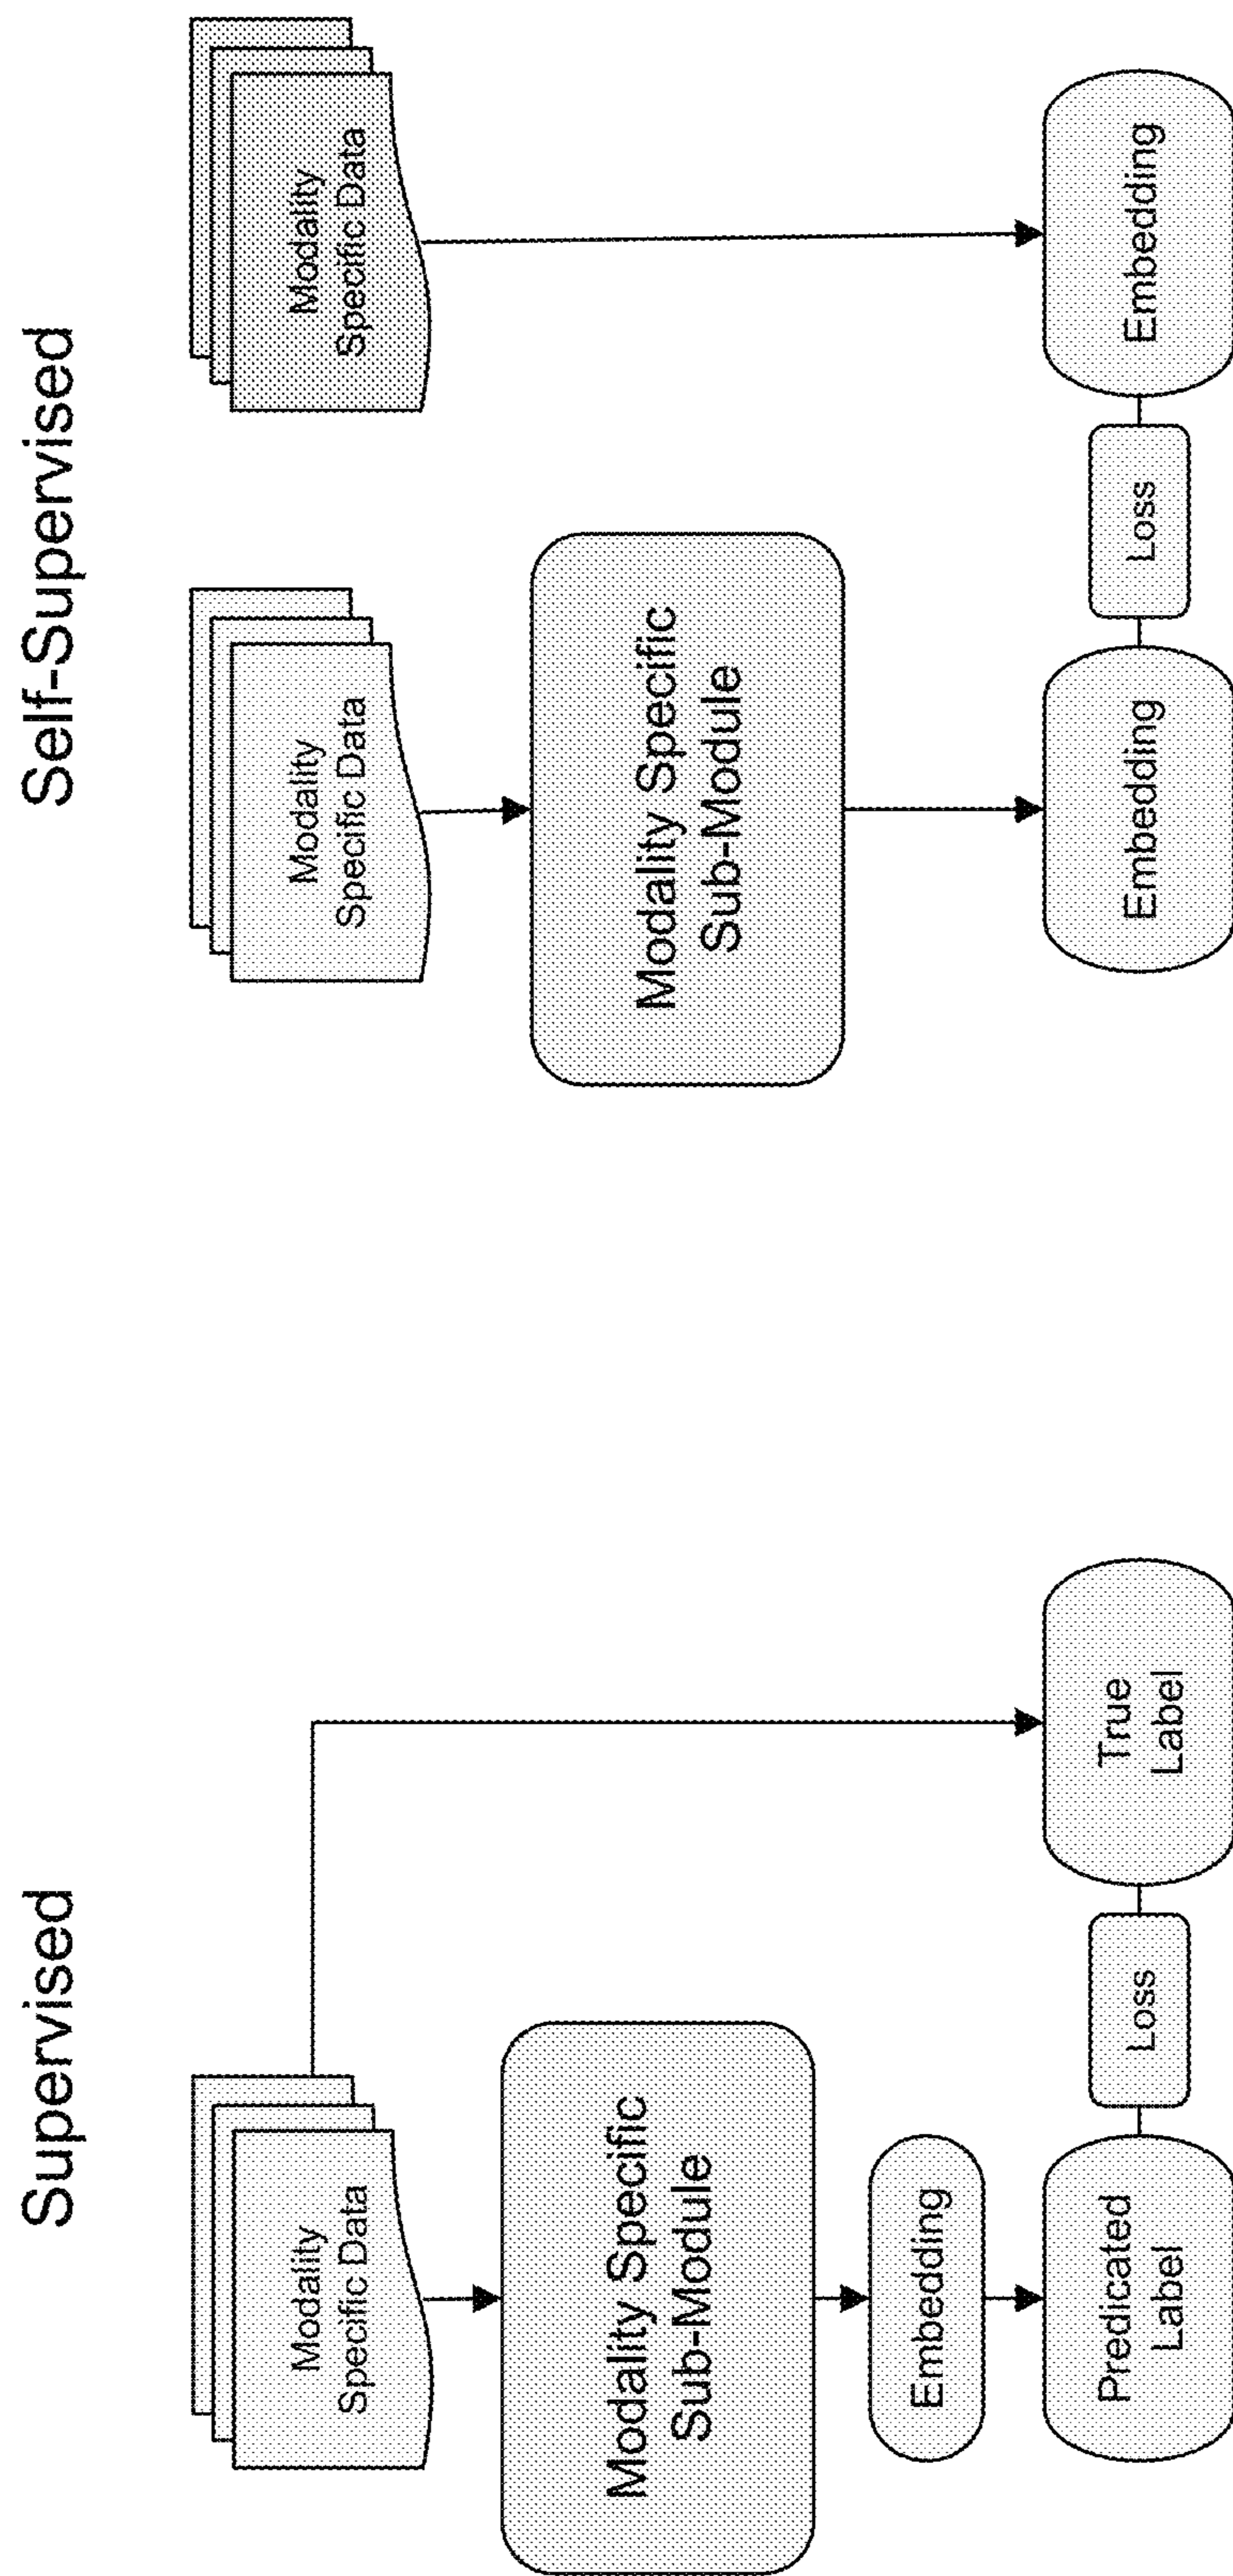 Supervised
Modality
Specific Data
Modality Specific
Sub-Module
Embedding
Predicated
Label
Loss
True
Label
Self-Supervised
Modality
Specific Data
Modality
Specific Data
Modality Specific
Sub-Module
Embedding
Loss
Embedding